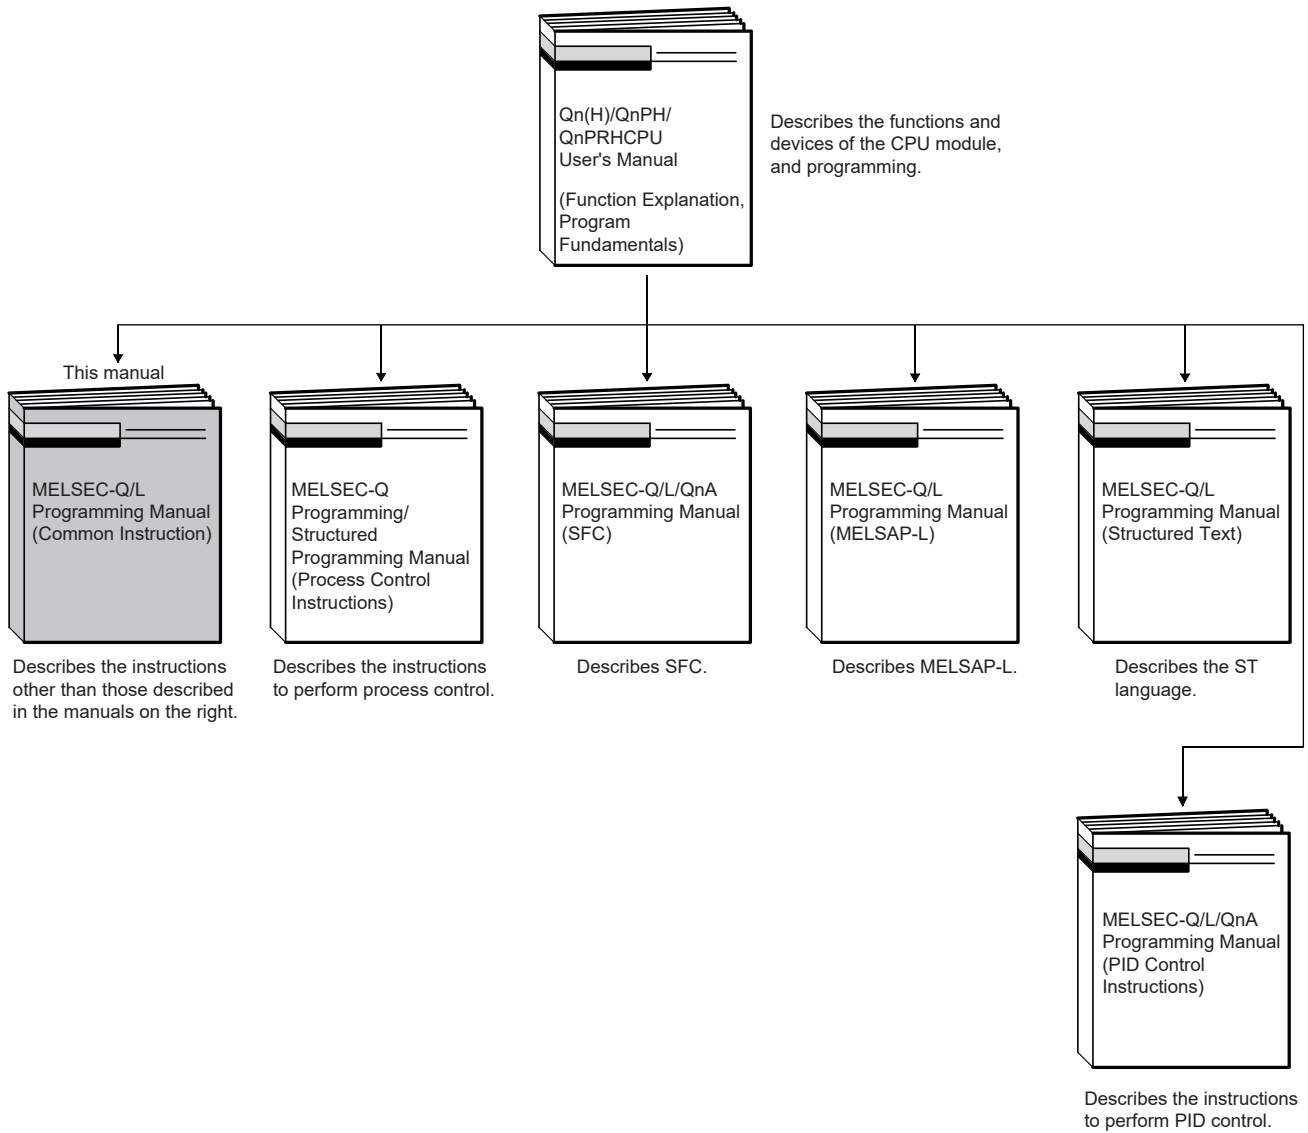 Qn(H)/QnPH/
QnPRHCPU
User's Manual
(Function Explanation,
Program
Fundamentals)
Describes the functions and
devices of the CPU module,
and programming.
This manual
MELSEC-Q/L
Programming Manual
(Common Instruction)
Describes the instructions
other than those described
in the manuals on the right.
MELSEC-Q
Programming/
Structured
Programming Manual
(Process Control
Instructions)
Describes the instructions
to perform process control.
MELSEC-Q/L/QnA
Programming Manual
(SFC)
Describes SFC.
MELSEC-Q/L
Programming Manual
(MELSAP-L)
Describes MELSAP-L.
MELSEC-Q/L
Programming Manual
(Structured Text)
Describes the ST
language.
MELSEC-Q/L/QnA
Programming Manual
(PID Control
Instructions)
Describes the instructions
to perform PID control.